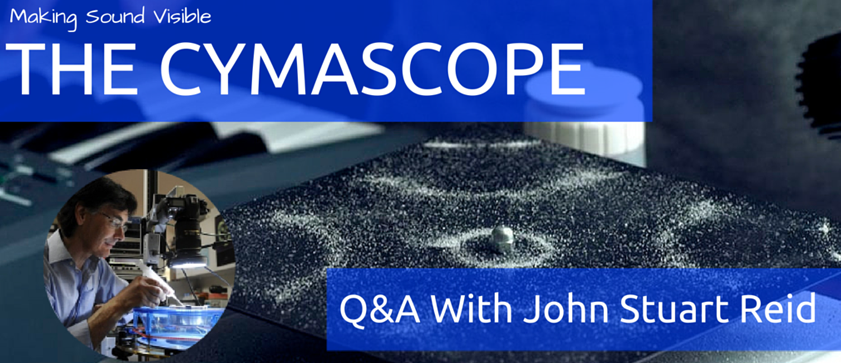 Making Sound Visible
THE CYMASCOPE
Q&A With John Stuart Reid